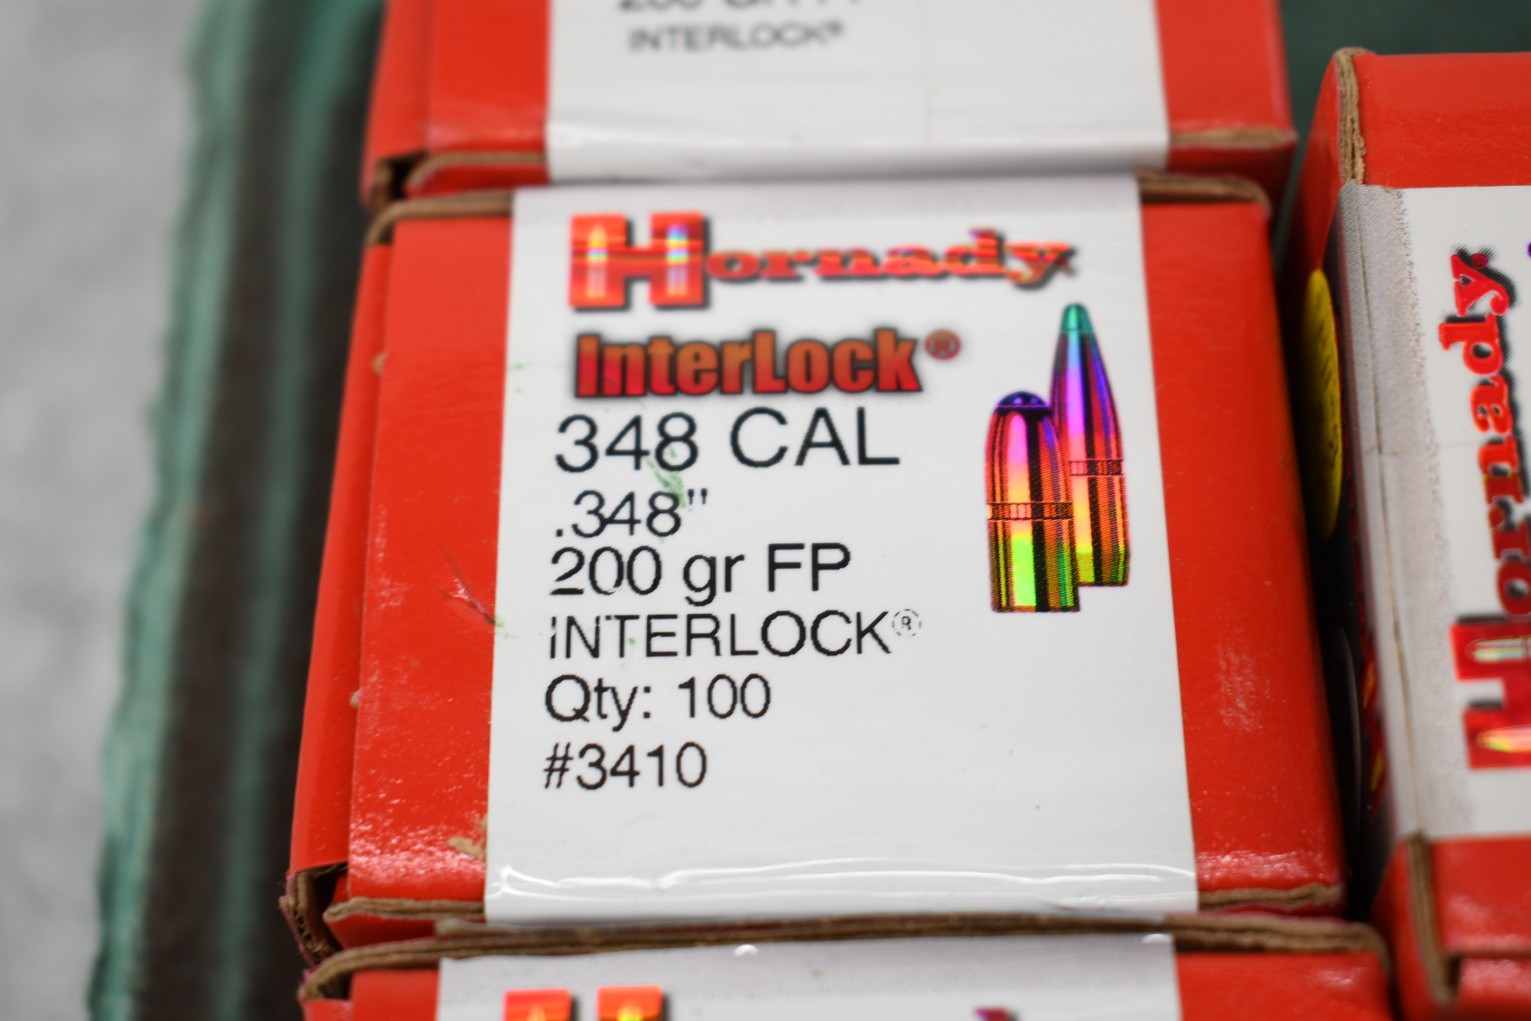 INTERLOCK®
Hornady
InterLock®
348 CAL
.348"
200 gr FP
INTERLOCK®
Qty: 100
#3410
Hornady